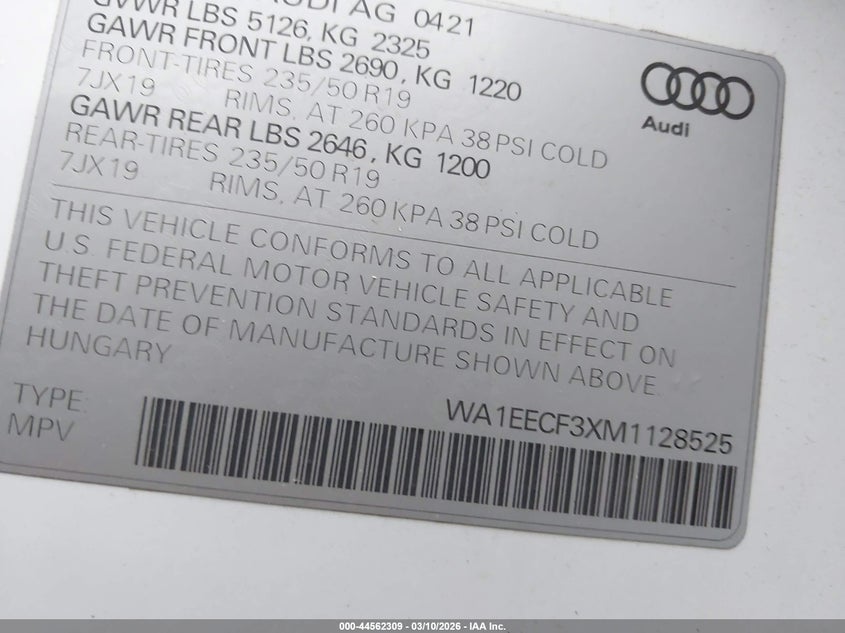 AUDI AG 0421
GVWR LBS 5126, KG 2325
GAWR FRONT LBS 2690, KG 1220
FRONT-TIRES 235/50 R19
7JX19 RIMS, AT 260 KPA 38 PSI COLD
GAWR REAR LBS 2646, KG 1200
REAR-TIRES 235/50 R19
7JX19 RIMS, AT 260 KPA 38 PSI COLD
Audi
THIS VEHICLE CONFORMS TO ALL APPLICABLE
U.S. FEDERAL MOTOR VEHICLE SAFETY AND
THEFT PREVENTION STANDARDS IN EFFECT ON
THE DATE OF MANUFACTURE SHOWN ABOVE.
HUNGARY
TYPE:
MPV
WA1EECF3XM1128525
000-44562309 - 03/10/2026 - IAA Inc.